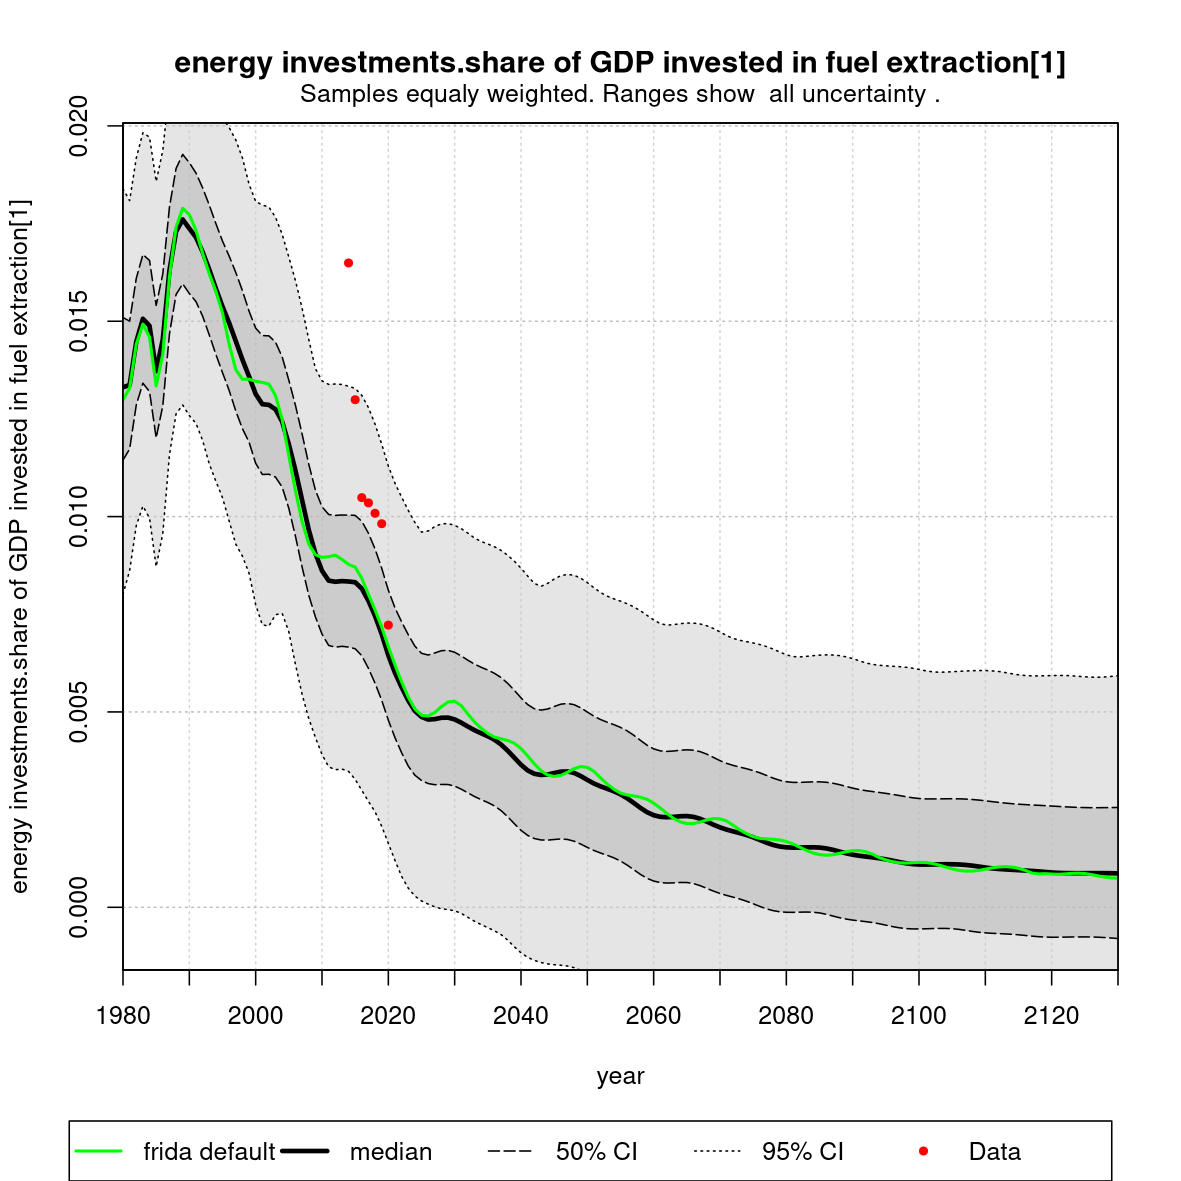 energy investments.share of GDP invested in fuel extraction[1]
Samples equaly weighted. Ranges show  all uncertainty .
energy investments.share of GDP invested in fuel extraction[1]
0.020
0.015
0.010
0.005
0.000
1980 2000 2020 2040 2060 2080 2100 2120
year
frida default median 50% CI 95% CI Data